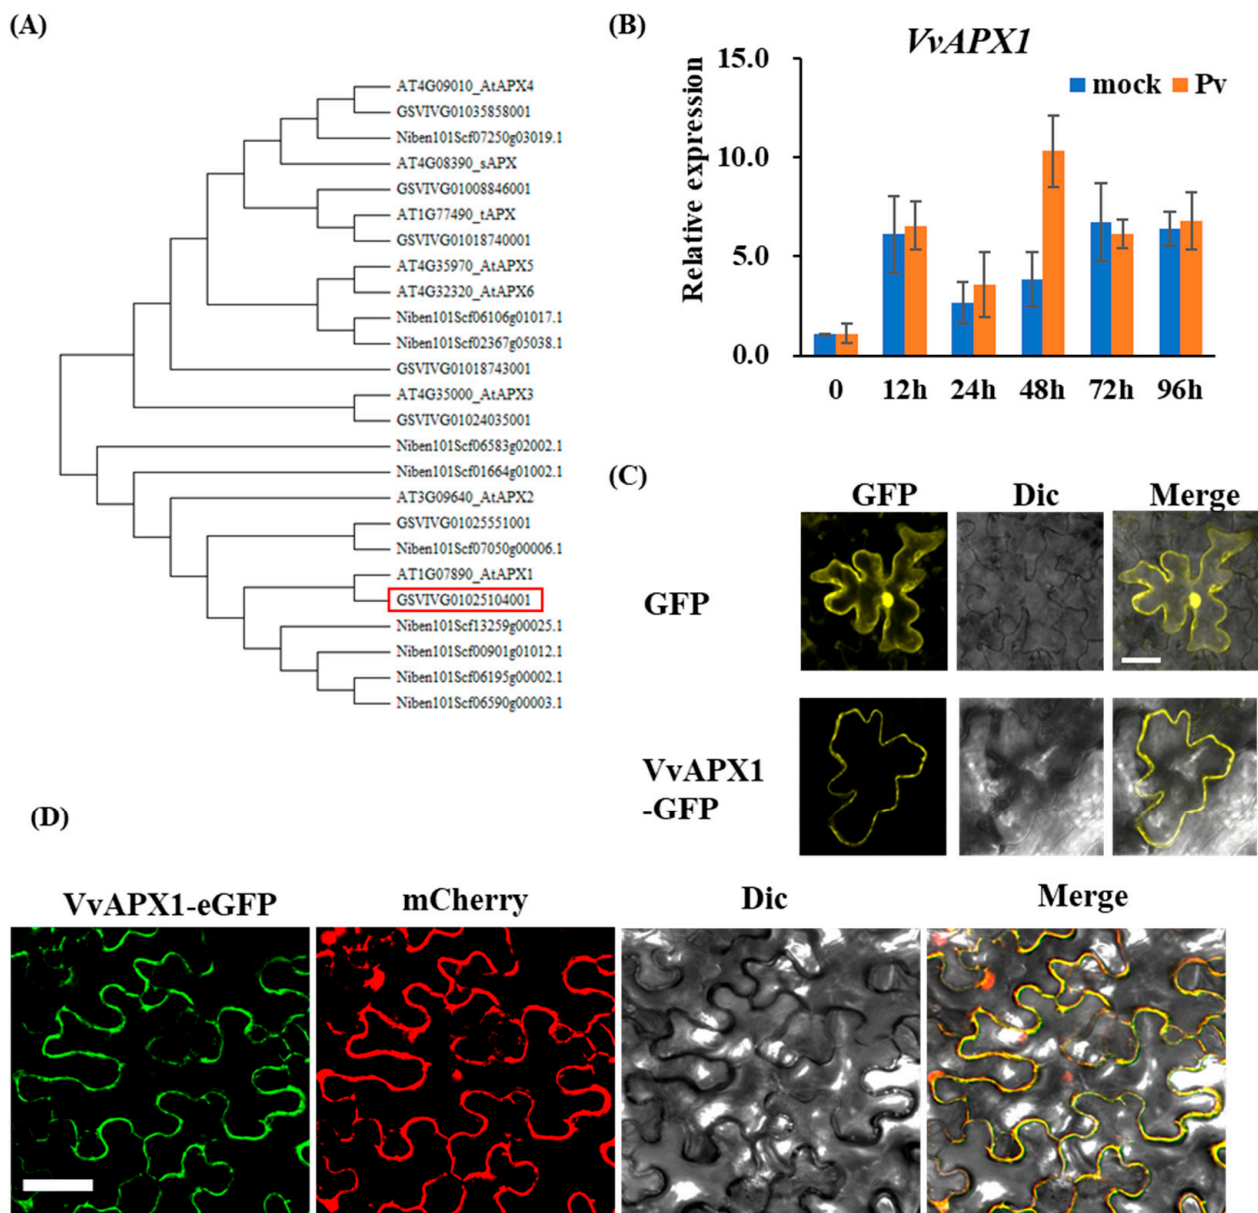 (A)
AT4G09010_AtAPX4
GSVIVG01035858001
Niben101Scf07250g03019.1
AT4G08390_sAPX
GSVIVG01008846001
AT1G77490_tAPX
GSVIVG01018740001
AT4G35970_AtAPX5
AT4G32320_AtAPX6
Niben101Scf06106g01017.1
Niben101Scf02367g05038.1
GSVIVG01018743001
AT4G35000_AtAPX3
GSVIVG01024035001
Niben101Scf06583g02002.1
Niben101Scf01664g01002.1
AT3G09640_AtAPX2
GSVIVG01025551001
Niben101Scf07050g00006.1
AT1G07890_AtAPX1
GSVIVG01025104001
Niben101Scf13259g00025.1
Niben101Scf00901g01012.1
Niben101Scf06195g00002.1
Niben101Scf06590g00003.1
(B)
VvAPX1
mock Pv
Relative expression
15.0
10.0
5.0
0.0
0 12h 24h 48h 72h 96h
(C)
GFP Dic Merge
GFP
VvAPX1
-GFP
(D)
VvAPX1-eGFP mCherry Dic Merge